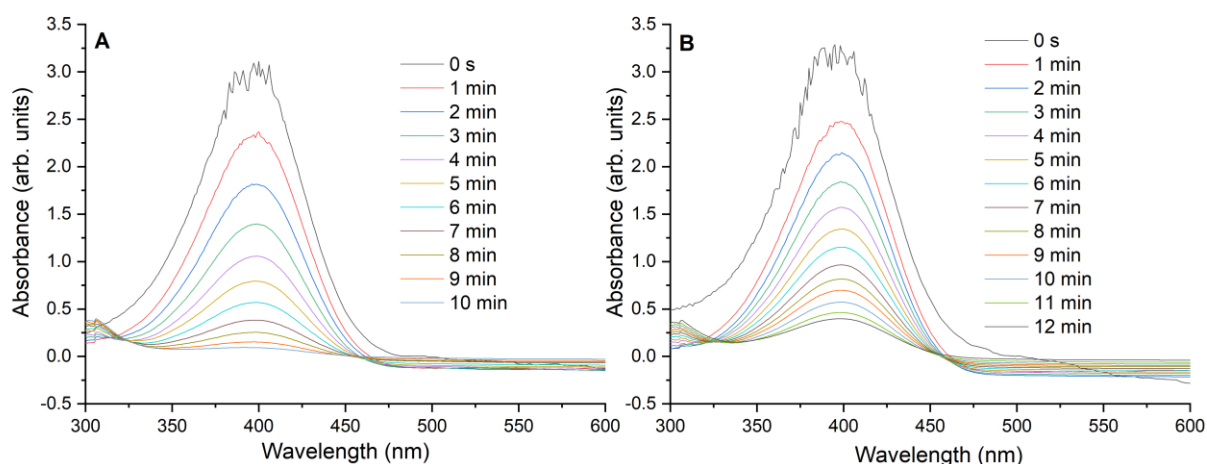 A
Absorbance (arb. units)
3.5
3.0
2.5
2.0
1.5
1.0
0.5
0.0
-0.5
0 s
1 min
2 min
3 min
4 min
5 min
6 min
7 min
8 min
9 min
10 min
300
350
400
450
500
550
600
Wavelength (nm)
B
Absorbance (arb. units)
3.5
3.0
2.5
2.0
1.5
1.0
0.5
0.0
-0.5
0 s
1 min
2 min
3 min
4 min
5 min
6 min
7 min
8 min
9 min
10 min
11 min
12 min
300
350
400
450
500
550
600
Wavelength (nm)